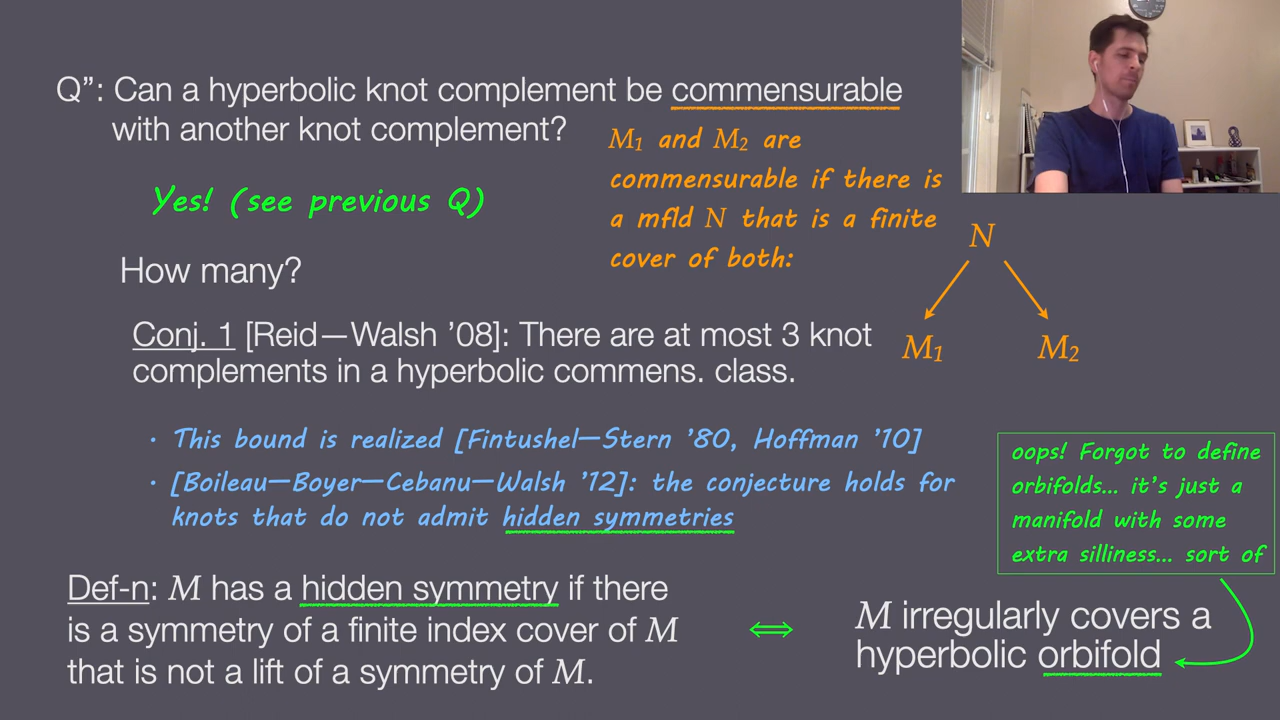 Q”: Can a hyperbolic knot complement be commensurable
with another knot complement?
Yes! (see previous Q)
M1 and M2 are
commensurable if there is
a mfld N that is a finite
cover of both:
N
M1
M2
How many?
Conj. 1 [Reid—Walsh ’08]: There are at most 3 knot
complements in a hyperbolic commens. class.
• This bound is realized [Fintushel—Stern ’80, Hoffman ’10]
• [Boileau—Boyer—Cebanu—Walsh ’12]: the conjecture holds for
knots that do not admit hidden symmetries
oops! Forgot to define
orbifolds... it’s just a
manifold with some
extra silliness... sort of
Def-n: M has a hidden symmetry if there
is a symmetry of a finite index cover of M
that is not a lift of a symmetry of M.
⟺
M irregularly covers a
hyperbolic orbifold